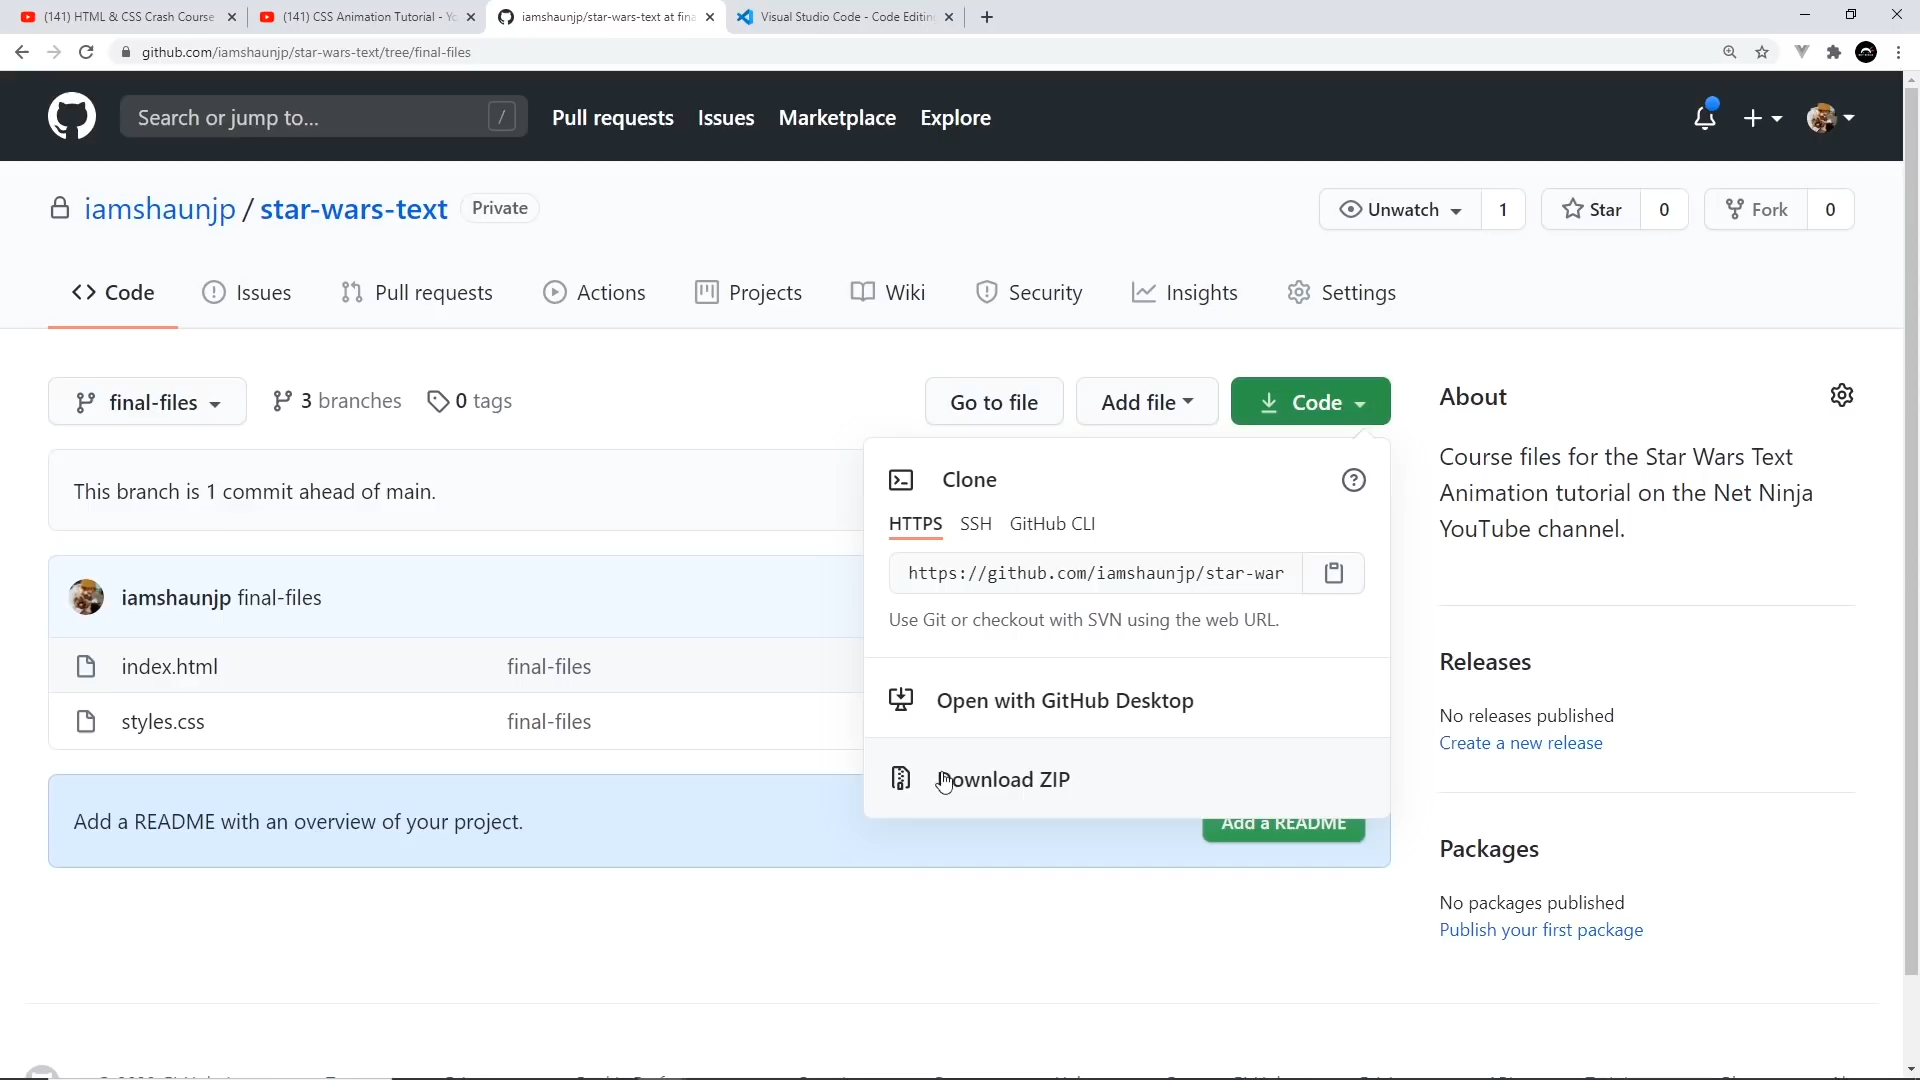 (141) HTML & CSS Crash Course
(141) CSS Animation Tutorial - Yo
iamshaunjp/star-wars-text at fina
Visual Studio Code - Code Editin
github.com/iamshaunjp/star-wars-text/tree/final-files
Search or jump to...
/
Pull requests
Issues
Marketplace
Explore
iamshaunjp / star-wars-text
Private
Unwatch
1
Star
0
Fork
0
Code
Issues
Pull requests
Actions
Projects
Wiki
Security
Insights
Settings
final-files
3 branches
0 tags
Go to file
Add file
Code
This branch is 1 commit ahead of main.
iamshaunjp final-files
index.html
final-files
styles.css
final-files
Add a README with an overview of your project.
Add a README
Clone
HTTPS
SSH
GitHub CLI
https://github.com/iamshaunjp/star-war
Use Git or checkout with SVN using the web URL.
Open with GitHub Desktop
Download ZIP
About
Course files for the Star Wars Text
Animation tutorial on the Net Ninja
YouTube channel.
Releases
No releases published
Create a new release
Packages
No packages published
Publish your first package